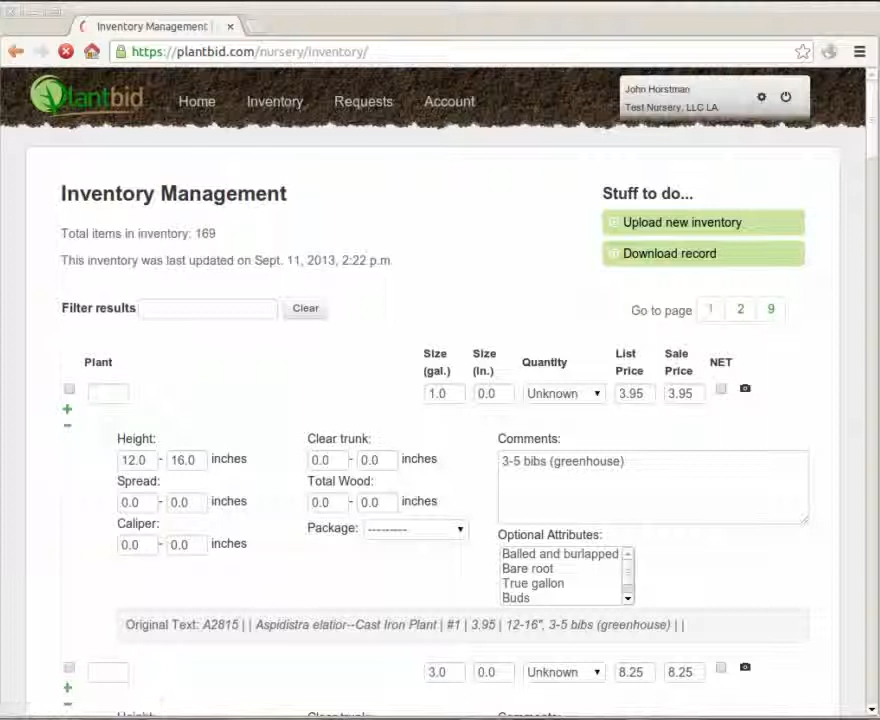 Inventory Management
https://plantbid.com/nursery/inventory/
Plantbid
Home Inventory Requests Account
John Horstman
Test Nursery, LLC LA
Inventory Management
Total items in inventory: 169
This inventory was last updated on Sept. 11, 2013, 2:22 p.m.
Stuff to do...
Upload new inventory
Download record
Filter results Clear
Go to page 1 2 9
Plant Size (gal.) Size (in.) Quantity List Price Sale Price NET
1.0 0.0 Unknown 3.95 3.95
+
-
Height:
12.0 - 16.0 inches
Spread:
0.0 - 0.0 inches
Caliper:
0.0 - 0.0 inches
Clear trunk:
0.0 - 0.0 inches
Total Wood:
0.0 - 0.0 inches
Package: ---------
Comments:
3-5 bibs (greenhouse)
Optional Attributes:
Balled and burlapped
Bare root
True gallon
Buds
Original Text: A2815 | | Aspidistra elatior--Cast Iron Plant | #1 | 3.95 | 12-16", 3-5 bibs (greenhouse) | |
3.0 0.0 Unknown 8.25 8.25
+
-
Height: Clear trunk: Comments: